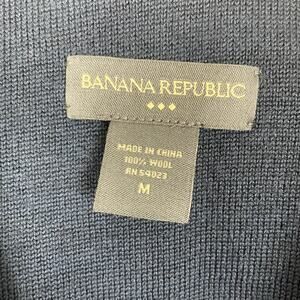 BANANA REPUBLIC
MADE IN CHINA
100% WOOL
RN 54023
M